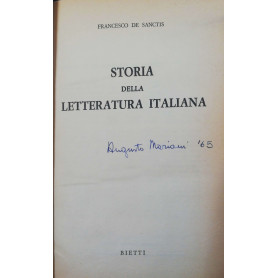 FRANCESCO DE SANCTIS
STORIA
DELLA
LETTERATURA ITALIANA
Augusto Mariani '65
BIETTI